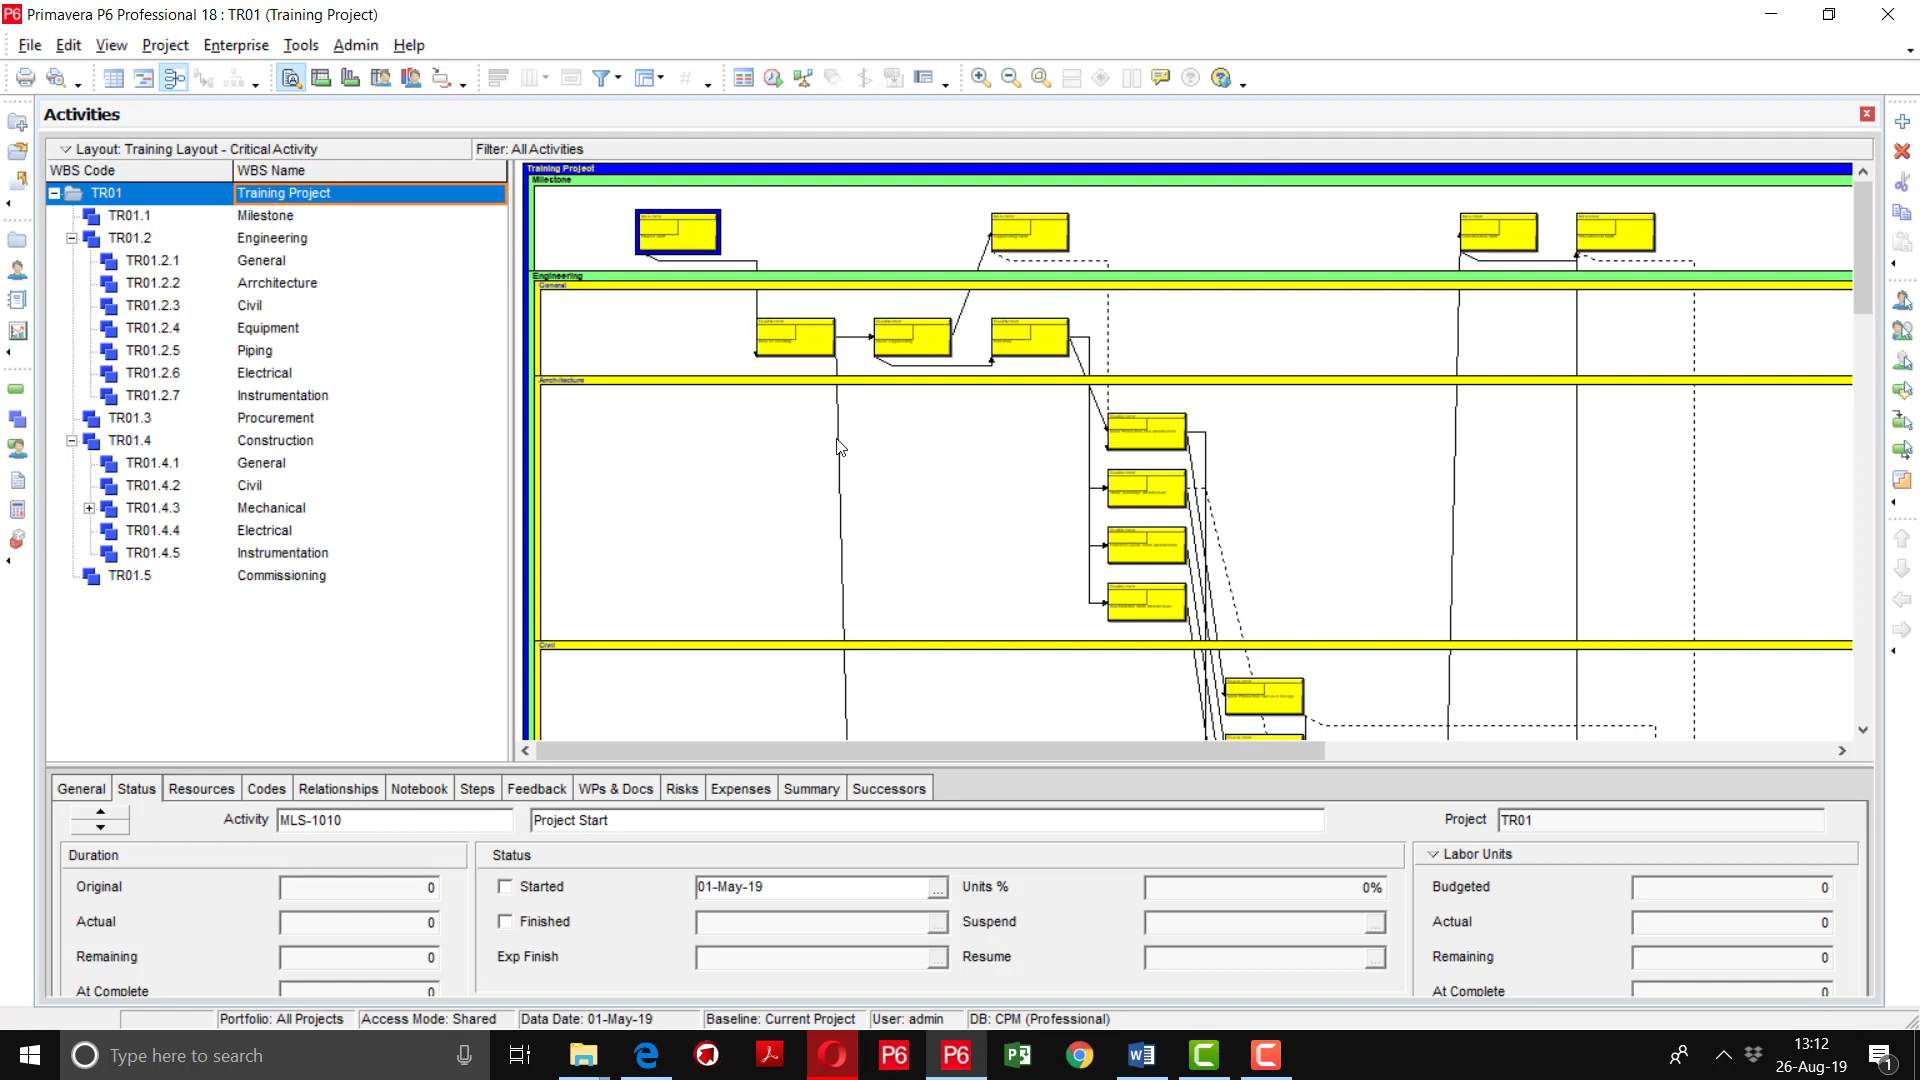 P6 Primavera P6 Professional 18 : TR01 (Training Project)
File Edit View Project Enterprise Tools Admin Help
Activities
Layout: Training Layout - Critical Activity Filter: All Activities
WBS Code WBS Name
TR01 Training Project
TR01.1 Milestone
TR01.2 Engineering
TR01.2.1 General
TR01.2.2 Arrchitecture
TR01.2.3 Civil
TR01.2.4 Equipment
TR01.2.5 Piping
TR01.2.6 Electrical
TR01.2.7 Instrumentation
TR01.3 Procurement
TR01.4 Construction
TR01.4.1 General
TR01.4.2 Civil
TR01.4.3 Mechanical
TR01.4.4 Electrical
TR01.4.5 Instrumentation
TR01.5 Commissioning
Training Project
Milestone
Engineering
General
Arrchitecture
Civil
General Status Resources Codes Relationships Notebook Steps Feedback WPs & Docs Risks Expenses Summary Successors
Activity MLS-1010 Project Start Project TR01
Duration Status Labor Units
Original 0 Started 01-May-19 ... Units % 0% Budgeted 0
Actual 0 Finished ... Suspend ... Actual 0
Remaining 0 Exp Finish ... Resume ... Remaining 0
At Complete 0 At Complete 0
Portfolio: All Projects Access Mode: Shared Data Date: 01-May-19 Baseline: Current Project User: admin DB: CPM (Professional)
Type here to search P6 P6 13:12
26-Aug-19 1